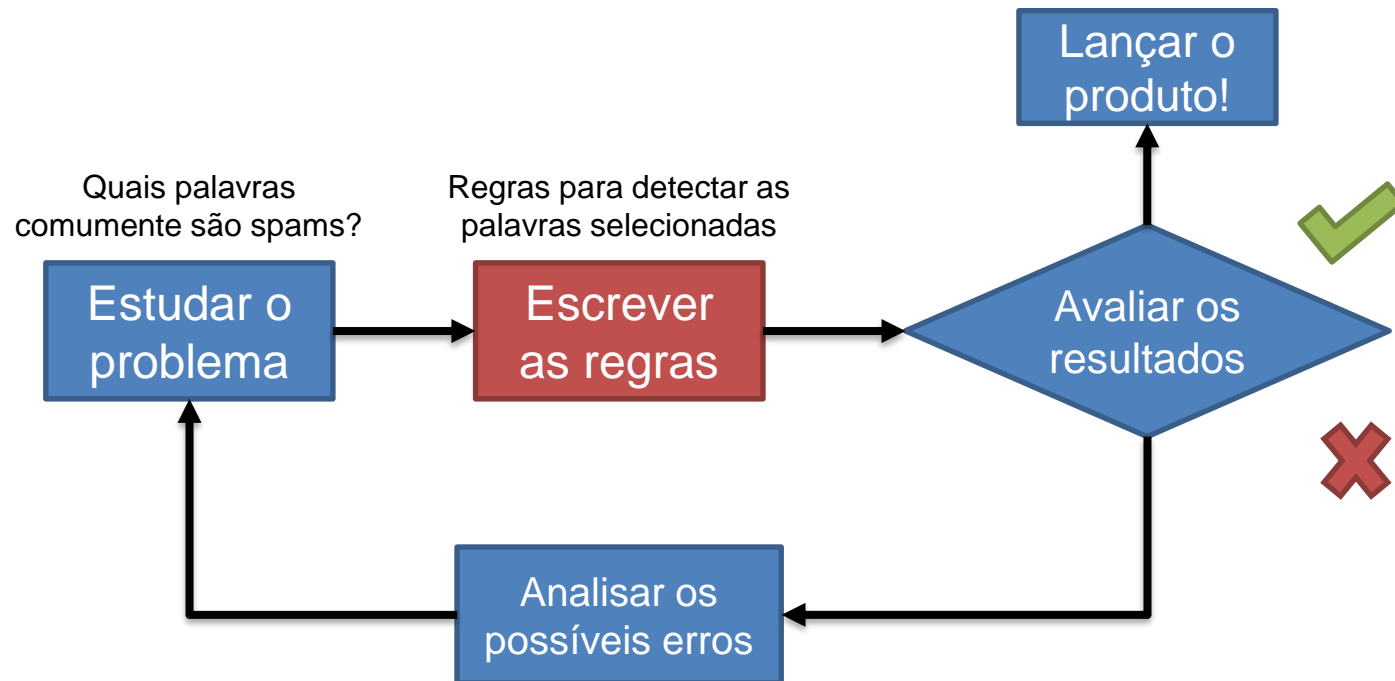 Lançar o
produto!
Quais palavras
comumente são spams?
Regras para detectar as
palavras selecionadas
Estudar o
problema
Escrever
as regras
Avaliar os
resultados
Analisar os
possíveis erros